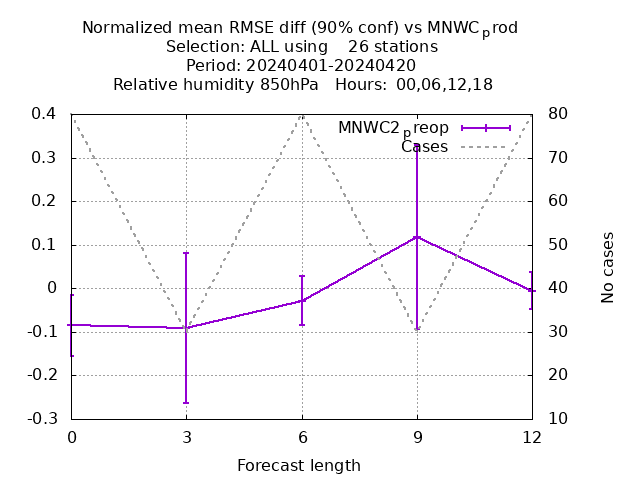 Normalized mean RMSE diff (90% conf) vs MNWCprod
Selection: ALL using    26 stations
Period: 20240401-20240420
Relative humidity 850hPa   Hours: 00,06,12,18
MNWC2preop
Cases
0.4
0.3
0.2
0.1
0
-0.1
-0.2
-0.3
80
70
60
50
40
30
20
10
No cases
0 3 6 9 12
Forecast length